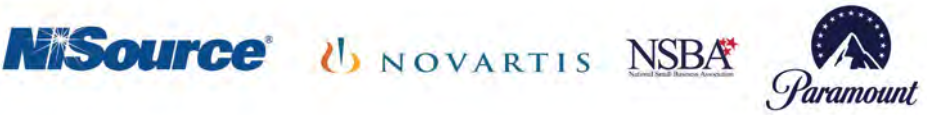 NiSource®
NOVARTIS
NSBA
National Small Business Association
Paramount